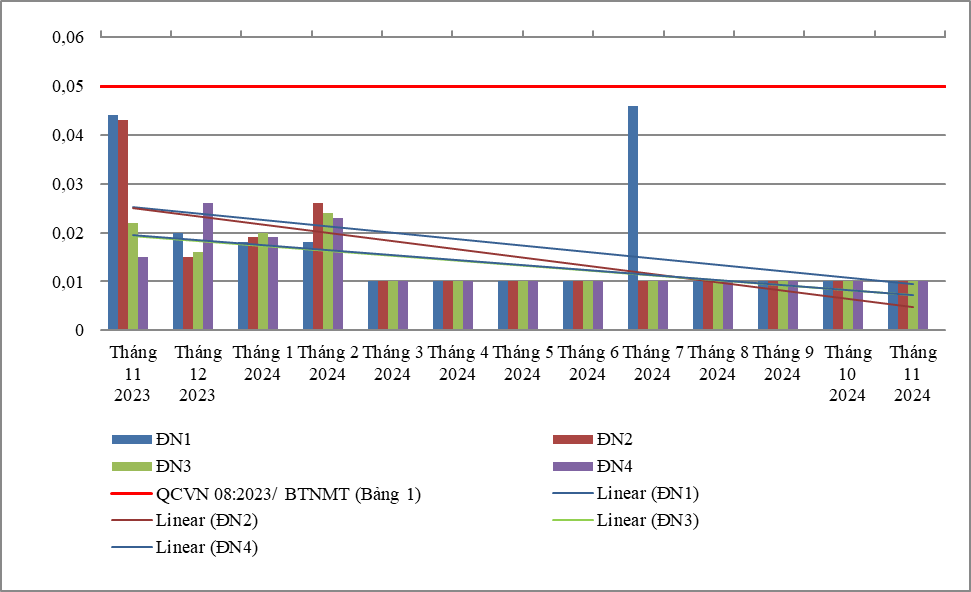 0,06
0,05
0,04
0,03
0,02
0,01
0
Tháng 11 2023
Tháng 12 2023
Tháng 1 2024
Tháng 2 2024
Tháng 3 2024
Tháng 4 2024
Tháng 5 2024
Tháng 6 2024
Tháng 7 2024
Tháng 8 2024
Tháng 9 2024
Tháng 10 2024
Tháng 11 2024
ĐN1
ĐN2
ĐN3
ĐN4
QCVN 08:2023/ BTNMT (Bảng 1)
Linear (ĐN1)
Linear (ĐN2)
Linear (ĐN3)
Linear (ĐN4)